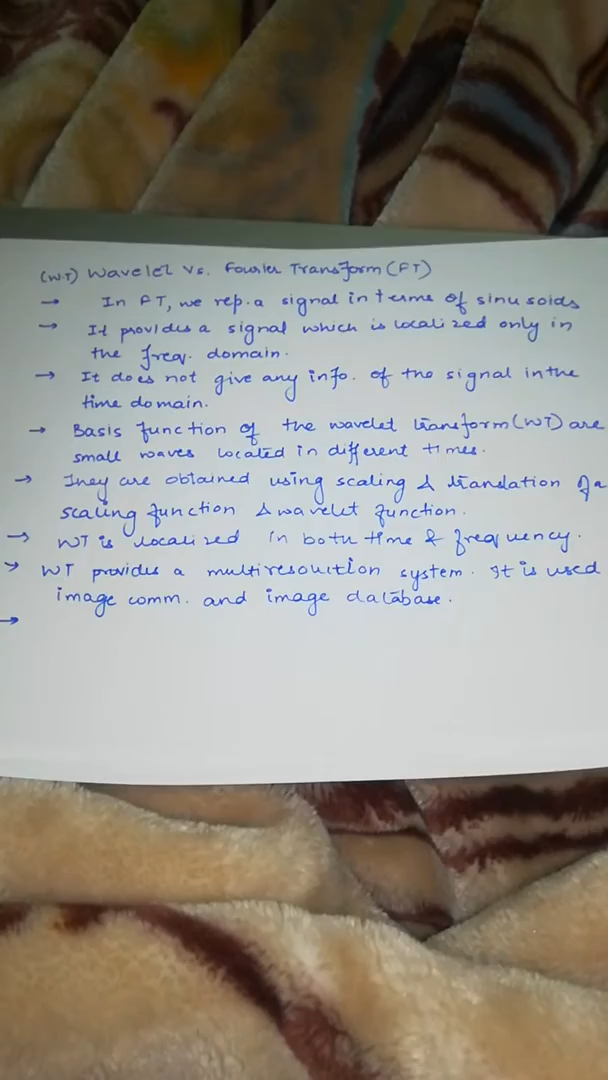 (WT) Wavelet Vs. Fourier Transform (FT)
→ In FT, we rep. a signal in terms of sinusoids
→ It provides a signal which is localized only in
the freq. domain.
→ It does not give any info. of the signal in the
time domain.
→ Basis function of the wavelet transform (WT) are
small waves located in different times.
→ They are obtained using scaling & translation of a
scaling function & wavelet function.
→ WT is localized in both time & frequency.
→ WT provides a multiresoultion system. It is used
image comm. and image database.
→